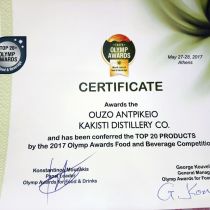 TOP 20+
OLYMP
AWARDS
OLYMP
AWARDS
May 27-28, 2017
Athens
CERTIFICATE
Awards the
OUZO ANTPIKEIO
KAKISTI DISTILLERY CO.
and has been conferred the TOP 20 PRODUCTS
by the 2017 Olymp Awards Food and Beverage Competition
Konstantinos
Olymp Awards for Food & Drinks
George Kouvel
General Manag
Olymp Awards for Foo